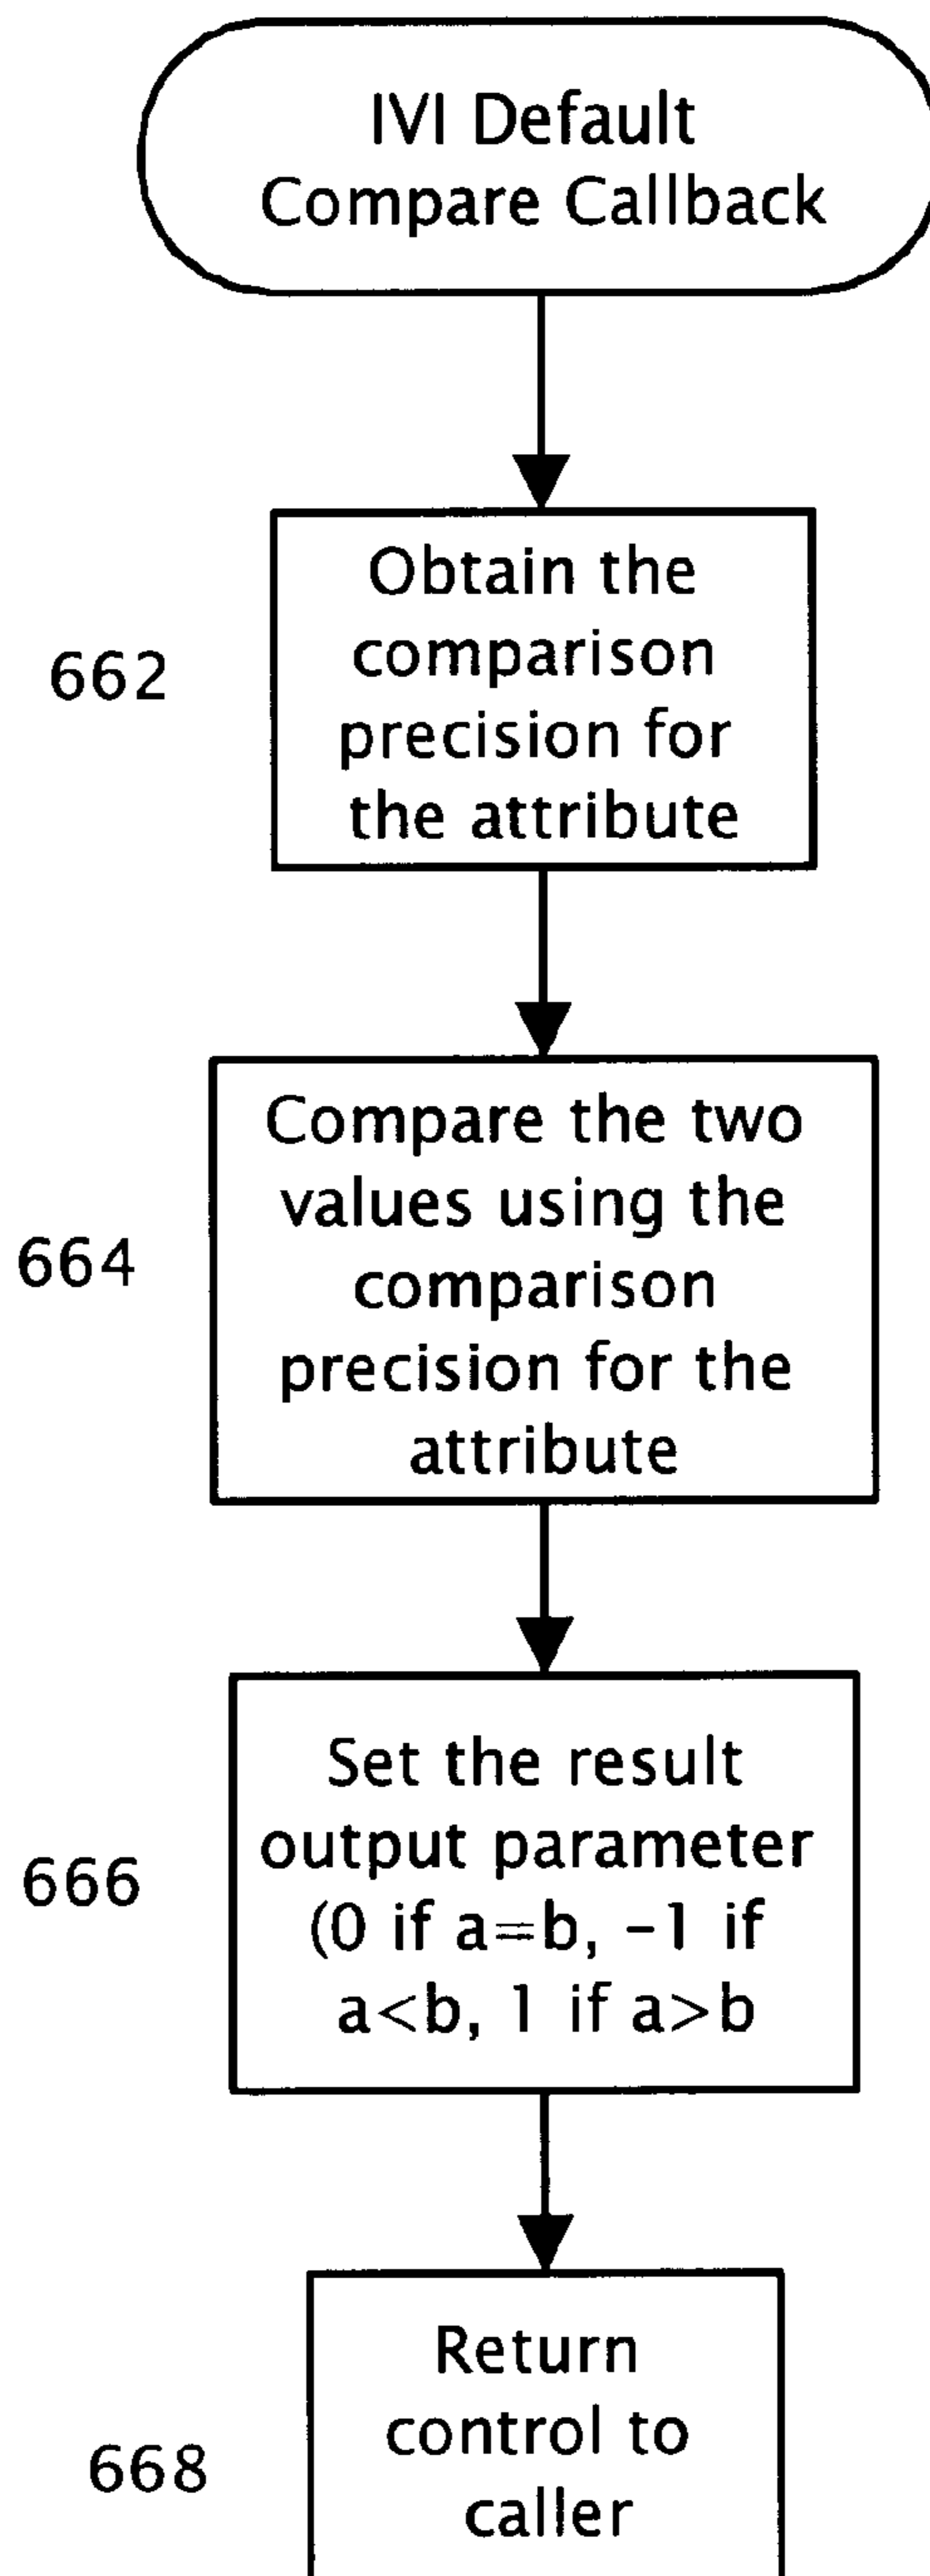 IVI Default
Compare Callback
662
Obtain the
comparison
precision for
the attribute
664
Compare the two
values using the
comparison
precision for the
attribute
666
Set the result
output parameter
(0 if a=b, -1 if
a<b, 1 if a>b
668
Return
control to
caller